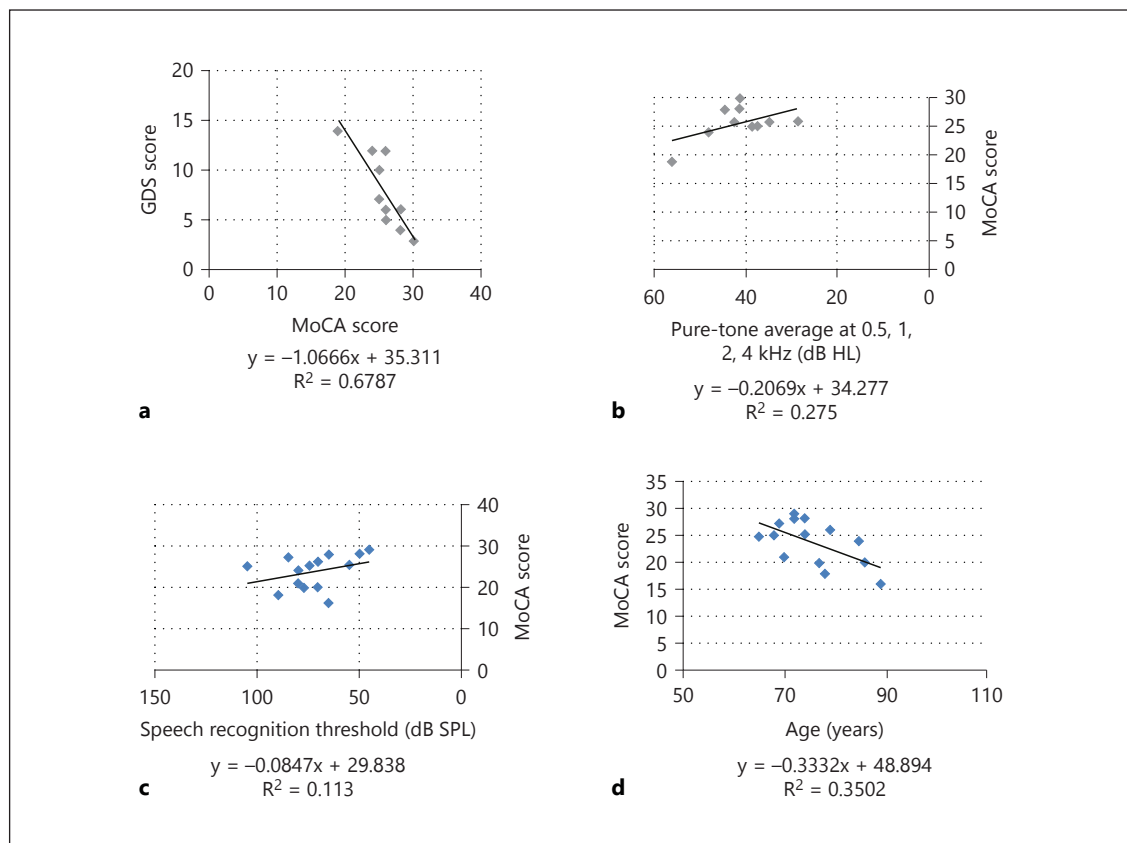 20
15
10
5
0
GDS score
0 10 20 30 40
MoCA score
y = –1.0666x + 35.311
R² = 0.6787
a
30
25
20
15
10
5
0
MoCA score
60 40 20 0
Pure-tone average at 0.5, 1,
2, 4 kHz (dB HL)
y = –0.2069x + 34.277
R² = 0.275
b
40
30
20
10
0
MoCA score
150 100 50 0
Speech recognition threshold (dB SPL)
y = –0.0847x + 29.838
R² = 0.113
c
35
30
25
20
15
10
5
0
MoCA score
50 70 90 110
Age (years)
y = –0.3332x + 48.894
R² = 0.3502
d